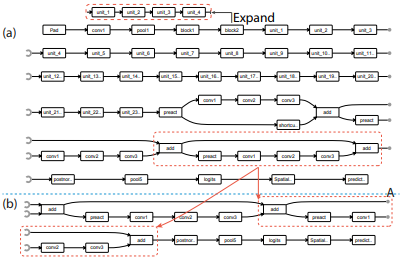 unit_1 unit_2 unit_3 unit_4
Expand
(a)
Pad conv1 pool1 block1 block2 unit_1 unit_2 unit_3
unit_4 unit_5 unit_6 unit_7 unit_8 unit_9 unit_10.. unit_11..
unit_12.. unit_13.. unit_14.. unit_15.. unit_16.. unit_17.. unit_18.. unit_19.. unit_20..
conv1 conv2 conv3
unit_21.. unit_22.. unit_23.. preact add
shortcu.. preact
add add
conv1 conv2 conv3 preact conv1 conv2 conv3
postnor.. pool5 logits Spatial.. predict..
A
(b)
add add
preact conv1 conv2 conv3 preact conv1
conv2 conv3 add postnor.. pool5 logits Spatial.. predict..